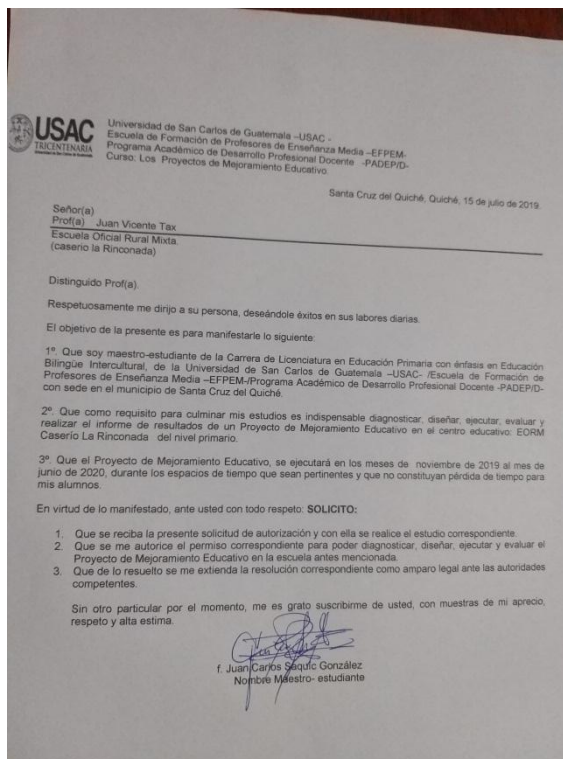 USAC
TRICENTENARIA
Universidad de San Carlos de Guatemala
Universidad de San Carlos de Guatemala –USAC -
Escuela de Formación de Profesores de Enseñanza Media –EFPEM-
Programa Académico de Desarrollo Profesional Docente -PADEP/D-
Curso: Los Proyectos de Mejoramiento Educativo.
Santa Cruz del Quiché, Quiché, 15 de julio de 2019.
Señor(a)
Prof(a) Juan Vicente Tax
Escuela Oficial Rural Mixta.
(caserío la Rinconada)
Distinguido Prof(a).
Respetuosamente me dirijo a su persona, deseándole éxitos en sus labores diarias.
El objetivo de la presente es para manifestarle lo siguiente:
1º. Que soy maestro-estudiante de la Carrera de Licenciatura en Educación Primaria con énfasis en Educación
Bilingüe Intercultural, de la Universidad de San Carlos de Guatemala –USAC- /Escuela de Formación de
Profesores de Enseñanza Media –EFPEM-/Programa Académico de Desarrollo Profesional Docente -PADEP/D-
con sede en el municipio de Santa Cruz del Quiché.
2º. Que como requisito para culminar mis estudios es indispensable diagnosticar, diseñar, ejecutar, evaluar y
realizar el informe de resultados de un Proyecto de Mejoramiento Educativo en el centro educativo: EORM
Caserío La Rinconada del nivel primario.
3º. Que el Proyecto de Mejoramiento Educativo, se ejecutará en los meses de noviembre de 2019 al mes de
junio de 2020, durante los espacios de tiempo que sean pertinentes y que no constituyan pérdida de tiempo para
mis alumnos.
En virtud de lo manifestado, ante usted con todo respeto: SOLICITO:
1. Que se reciba la presente solicitud de autorización y con ella se realice el estudio correspondiente.
2. Que se me autorice el permiso correspondiente para poder diagnosticar, diseñar, ejecutar y evaluar el
Proyecto de Mejoramiento Educativo en la escuela antes mencionada.
3. Que de lo resuelto se me extienda la resolución correspondiente como amparo legal ante las autoridades
competentes.
Sin otro particular por el momento, me es grato suscribirme de usted, con muestras de mi aprecio,
respeto y alta estima.
f. Juan Carlos Saquic González
Nombre Maestro- estudiante